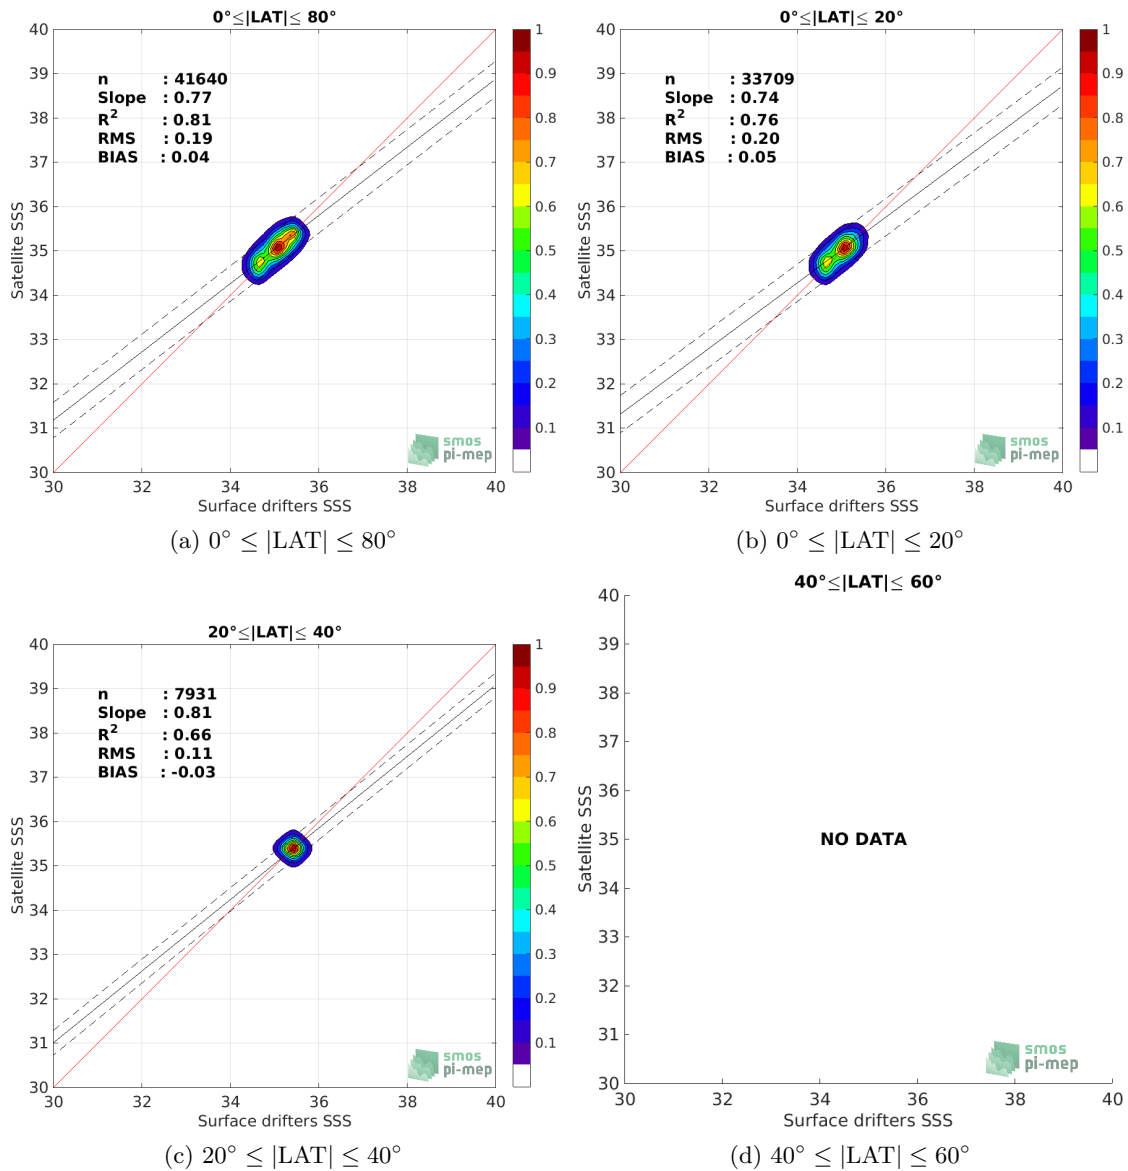 0°≤|LAT|≤ 80°
n : 41640
Slope : 0.77
R² : 0.81
RMS : 0.19
BIAS : 0.04
40
39
38
37
36
35
34
33
32
31
30
Satellite SSS
30 32 34 36 38 40
Surface drifters SSS
1
0.9
0.8
0.7
0.6
0.5
0.4
0.3
0.2
0.1
smos
pi-mep
(a) 0° ≤ |LAT| ≤ 80°
0°≤|LAT|≤ 20°
n : 33709
Slope : 0.74
R² : 0.76
RMS : 0.20
BIAS : 0.05
40
39
38
37
36
35
34
33
32
31
30
Satellite SSS
30 32 34 36 38 40
Surface drifters SSS
1
0.9
0.8
0.7
0.6
0.5
0.4
0.3
0.2
0.1
smos
pi-mep
(b) 0° ≤ |LAT| ≤ 20°
20°≤|LAT|≤ 40°
n : 7931
Slope : 0.81
R² : 0.66
RMS : 0.11
BIAS : -0.03
40
39
38
37
36
35
34
33
32
31
30
Satellite SSS
30 32 34 36 38 40
Surface drifters SSS
1
0.9
0.8
0.7
0.6
0.5
0.4
0.3
0.2
0.1
smos
pi-mep
(c) 20° ≤ |LAT| ≤ 40°
40°≤|LAT|≤ 60°
40
39
38
37
36
35
34
33
32
31
30
Satellite SSS
NO DATA
30 32 34 36 38 40
Surface drifters SSS
smos
pi-mep
(d) 40° ≤ |LAT| ≤ 60°